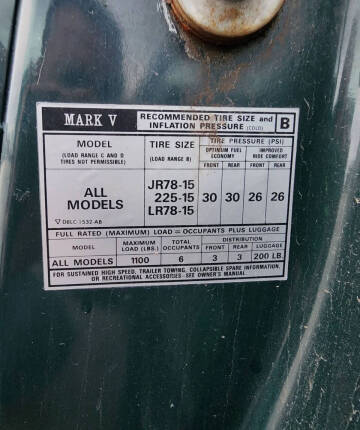 MARK V RECOMMENDED TIRE SIZE and INFLATION PRESSURE (COLD) B
MODEL TIRE SIZE TIRE PRESSURE (PSI)
(LOAD RANGE C AND D TIRES NOT PERMISSIBLE) (LOAD RANGE B) OPTIMUM FUEL ECONOMY IMPROVED RIDE COMFORT
FRONT REAR FRONT REAR
ALL MODELS JR78-15 225-15 LR78-15 30 30 26 26
▽ D8LC 1532-AB
FULL RATED (MAXIMUM) LOAD = OCCUPANTS PLUS LUGGAGE
MODEL MAXIMUM LOAD (LBS.) TOTAL OCCUPANTS DISTRIBUTION
FRONT REAR LUGGAGE
ALL MODELS 1100 6 3 3 200 LB.
FOR SUSTAINED HIGH SPEED, TRAILER TOWING, COLLAPSIBLE SPARE INFORMATION,
OR RECREATIONAL ACCESSORIES - SEE OWNER'S MANUAL.